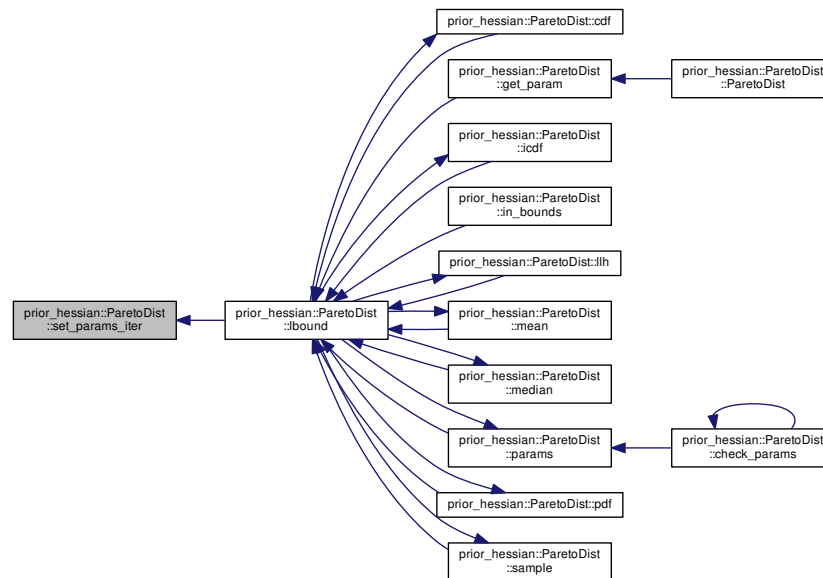 prior_hessian::ParetoDist::cdf
prior_hessian::ParetoDist
::get_param
prior_hessian::ParetoDist
::ParetoDist
prior_hessian::ParetoDist
::icdf
prior_hessian::ParetoDist
::in_bounds
prior_hessian::ParetoDist::llh
prior_hessian::ParetoDist
::set_params_iter
prior_hessian::ParetoDist
::lbound
prior_hessian::ParetoDist
::mean
prior_hessian::ParetoDist
::median
prior_hessian::ParetoDist
::params
prior_hessian::ParetoDist
::check_params
prior_hessian::ParetoDist::pdf
prior_hessian::ParetoDist
::sample